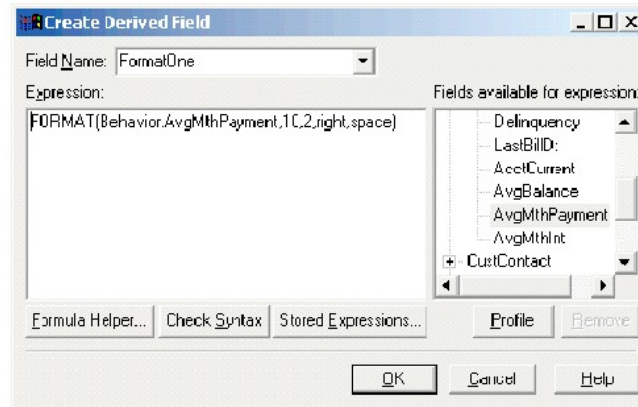 Create Derived Field
Field Name: FormatOne
Expression:
Fields available for expression:
FORMAT(Behavior.AvgMthPayment,10,2,right,space)
Delinquency
LastBillID:
AcctCurrent
AvgBalance
AvgMthPayment
AvgMthInt
CustContact
Formula Helper... Check Syntax Stored Expressions... Profile Remove
OK Cancel Help